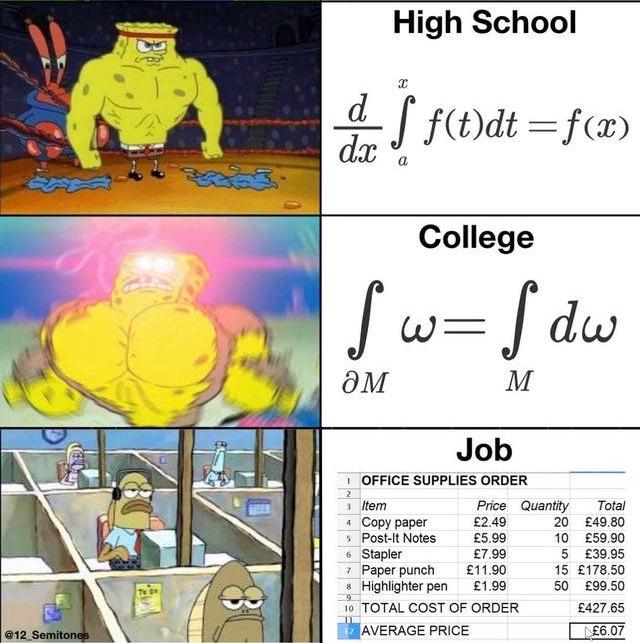 High School
d/dx ∫ₐˣ f(t)dt = f(x)
College
∫∂M ω = ∫M dω
Job
1 OFFICE SUPPLIES ORDER
2
3 Item Price Quantity Total
4 Copy paper £2.49 20 £49.80
5 Post-It Notes £5.99 10 £59.90
6 Stapler £7.99 5 £39.95
7 Paper punch £11.90 15 £178.50
8 Highlighter pen £1.99 50 £99.50
9
10 TOTAL COST OF ORDER £427.65
11
12 AVERAGE PRICE £6.07
@12_Semitones